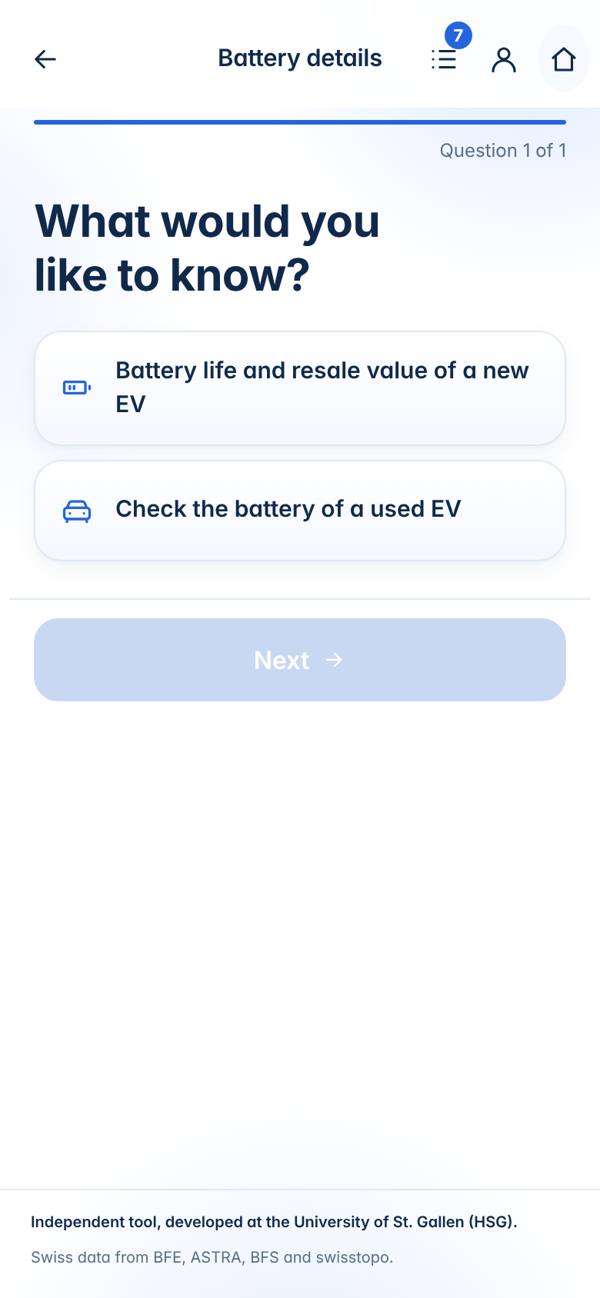 Battery details
7
Question 1 of 1
What would you
like to know?
Battery life and resale value of a new
EV
Check the battery of a used EV
Next
Independent tool, developed at the University of St. Gallen (HSG).
Swiss data from BFE, ASTRA, BFS and swisstopo.